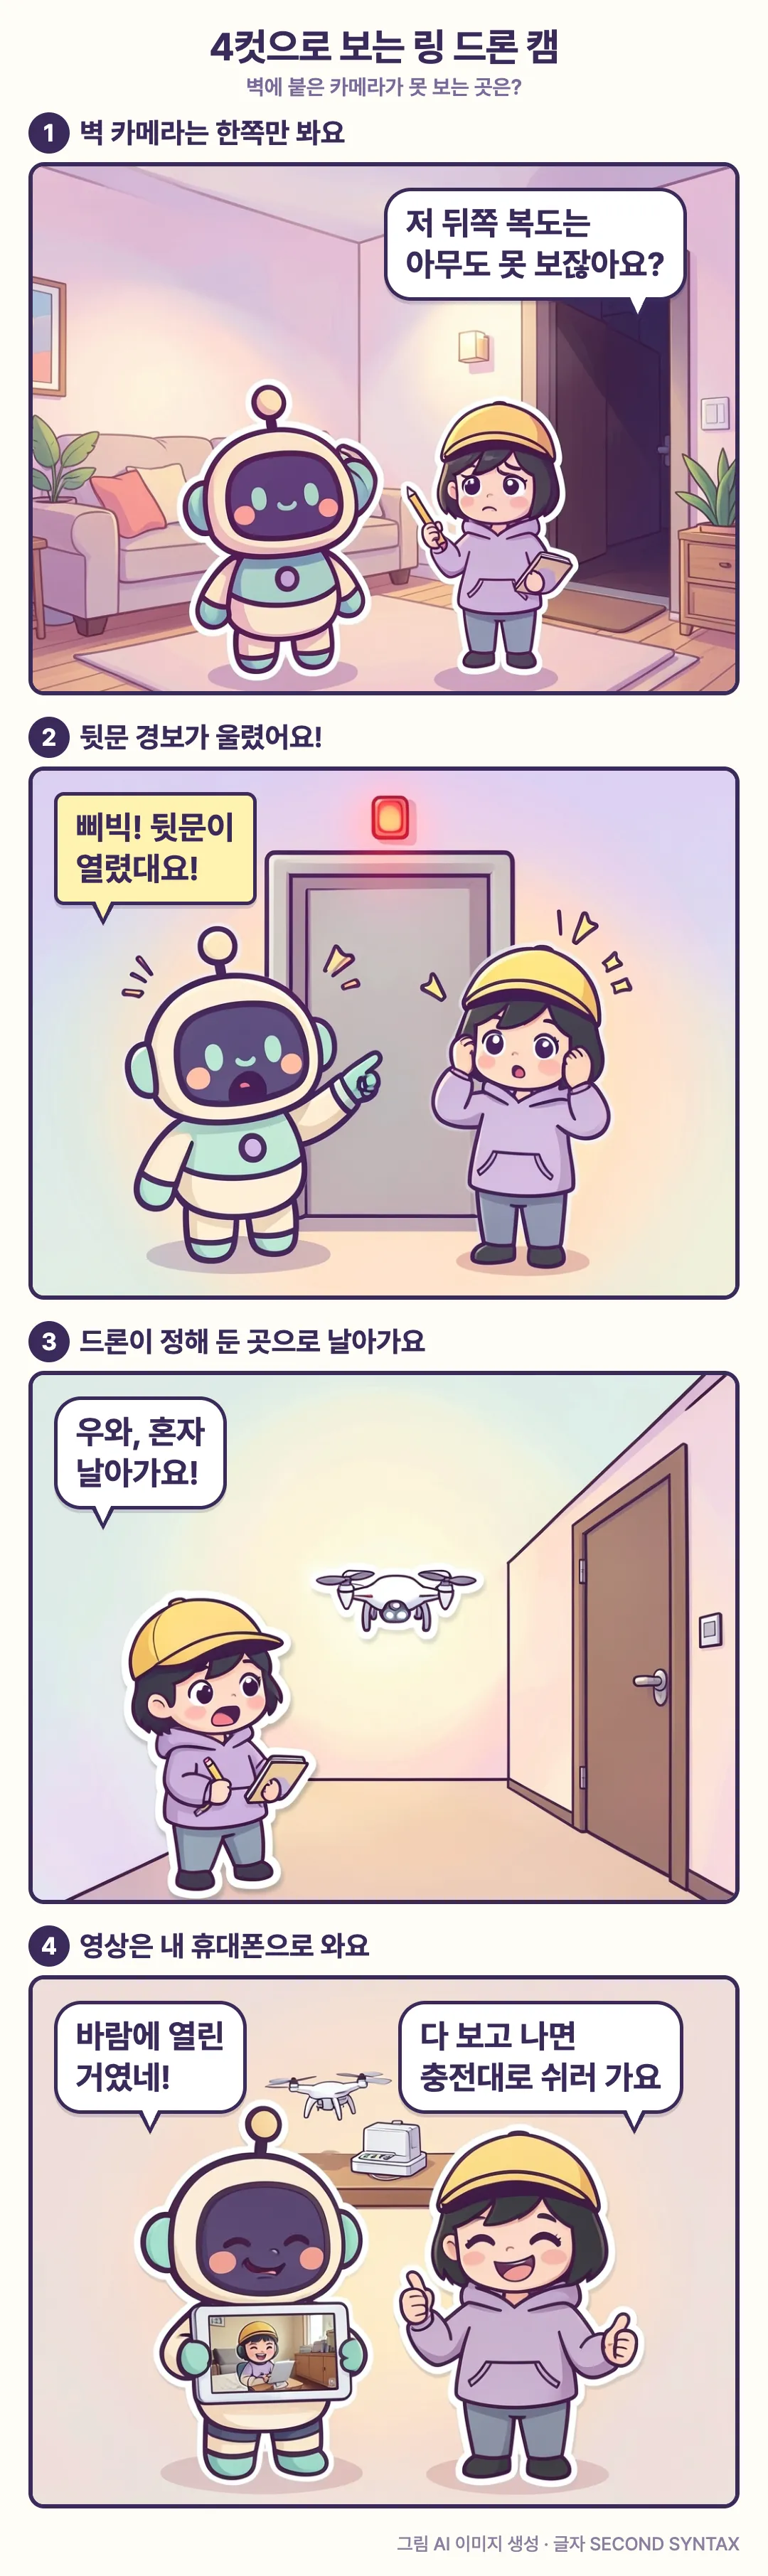 4컷으로 보는 링 드론 캠
벽에 붙은 카메라가 못 보는 곳은?
1 벽 카메라는 한쪽만 봐요
저 뒤쪽 복도는
아무도 못 보잖아요?
2 뒷문 경보가 울렸어요!
삐빅! 뒷문이
열렸대요!
3 드론이 정해 둔 곳으로 날아가요
우와, 혼자
날아가요!
4 영상은 내 휴대폰으로 와요
바람에 열린
거였네!
다 보고 나면
충전대로 쉬러 가요
그림 AI 이미지 생성 · 글자 SECOND SYNTAX